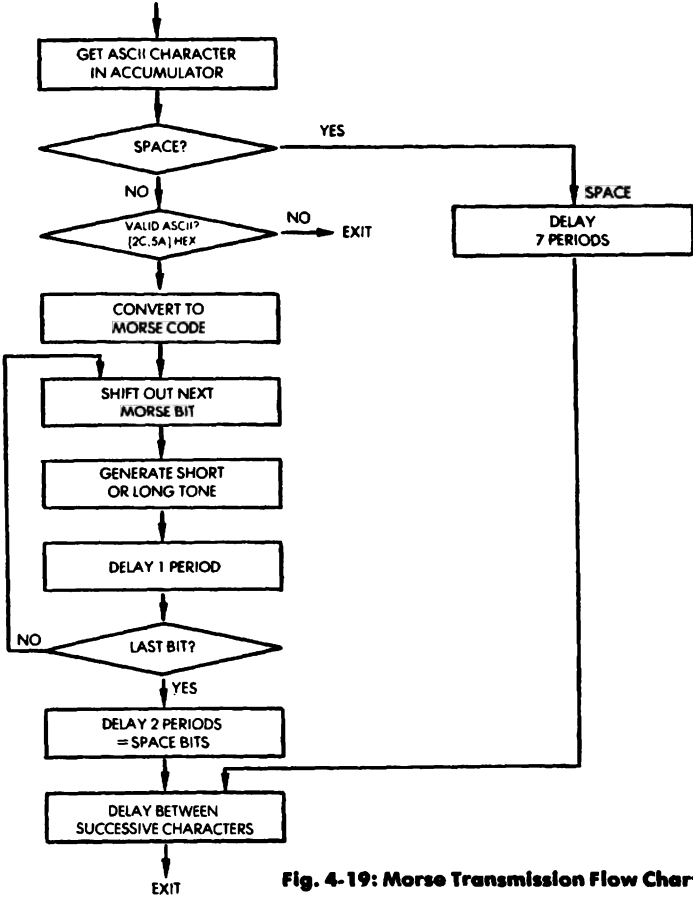 GET ASCII CHARACTER
IN ACCUMULATOR
SPACE?
YES
NO
SPACE
VALID ASCII?
[2C,5A] HEX
NO
EXIT
DELAY
7 PERIODS
CONVERT TO
MORSE CODE
SHIFT OUT NEXT
MORSE BIT
GENERATE SHORT
OR LONG TONE
DELAY 1 PERIOD
NO
LAST BIT?
YES
DELAY 2 PERIODS
= SPACE BITS
DELAY BETWEEN
SUCCESSIVE CHARACTERS
EXIT
Fig. 4-19: Morse Transmission Flow Char